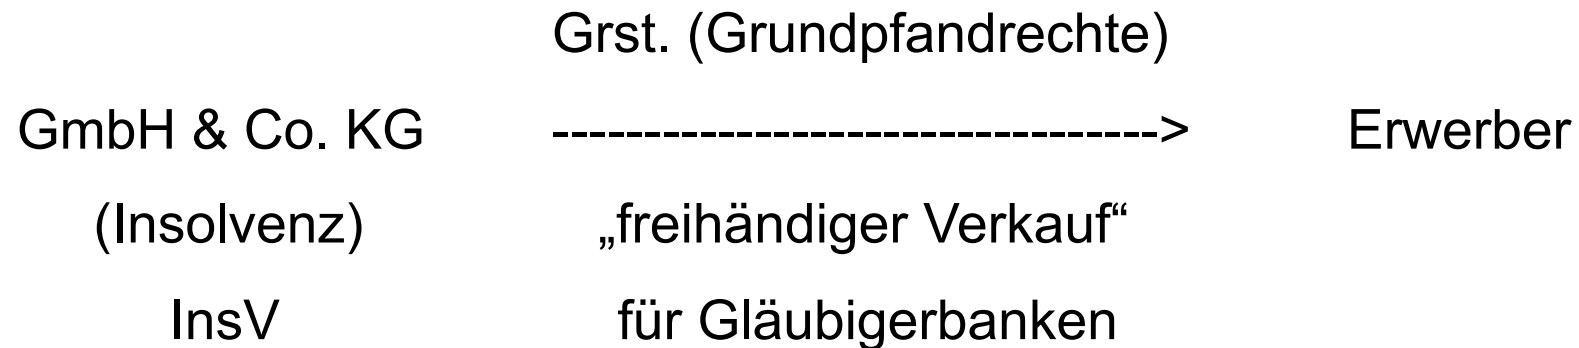 Grst. (Grundpfandrechte)
GmbH & Co. KG --------------------------------> Erwerber
(Insolvenz) „freihändiger Verkauf“
InsV für Gläubigerbanken